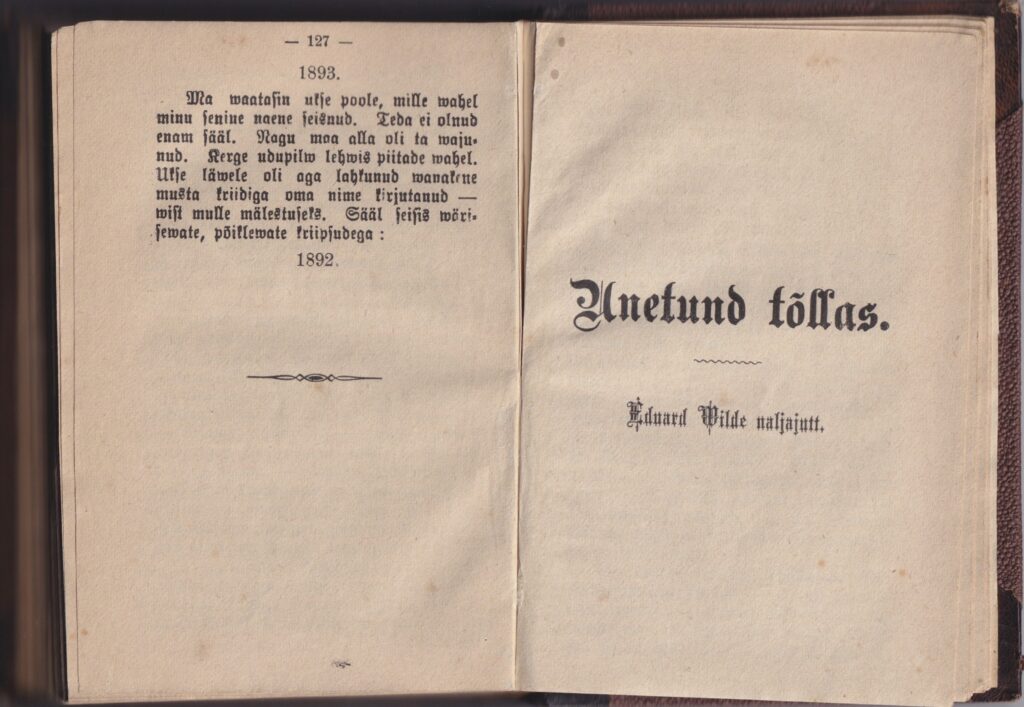 — 127 —
1893.
Ma waatasin ukse poole, mille wahel
minu senine naene seisnud. Teda ei olnud
enam sääl. Nagu maa alla oli ta waju-
nud. Kerge udupilw lehwis piitade wahel.
Ukse läwele oli aga lahkunud wanakene
musta kriidiga oma nime kirjutanud —
wist mulle mälestuseks. Sääl seisis wöri-
sewate, põiklewate kriipsudega:
1892.
Unetund tõllas.
Eduard Wilde naljajutt.